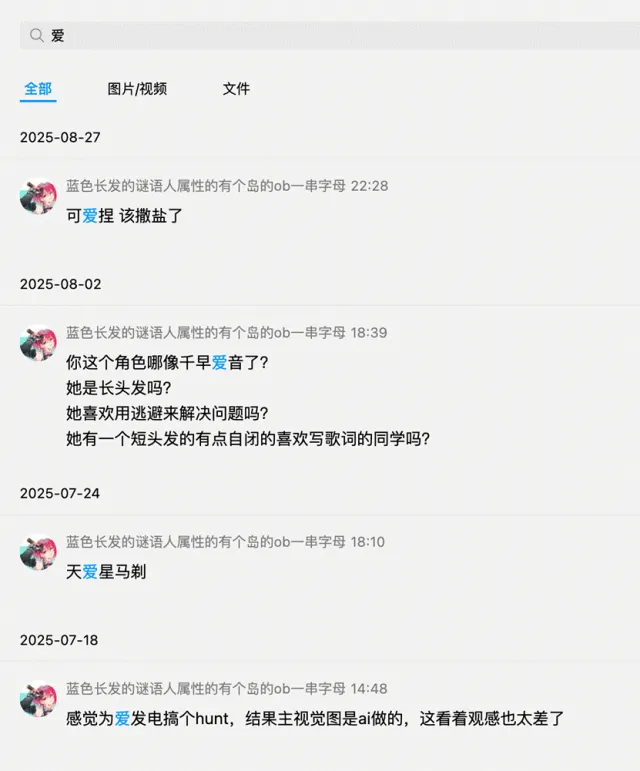 爱
全部 图片/视频 文件
2025-08-27
蓝色长发的谜语人属性的有个岛的ob一串字母 22:28
可爱捏 该撒盐了
2025-08-02
蓝色长发的谜语人属性的有个岛的ob一串字母 18:39
你这个角色哪像千早爱音了?
她是长头发吗?
她喜欢用逃避来解决问题吗?
她有一个短头发的有点自闭的喜欢写歌词的同学吗?
2025-07-24
蓝色长发的谜语人属性的有个岛的ob一串字母 18:10
天爱星马剃
2025-07-18
蓝色长发的谜语人属性的有个岛的ob一串字母 14:48
感觉为爱发电搞个hunt，结果主视觉图是ai做的，这看着观感也太差了